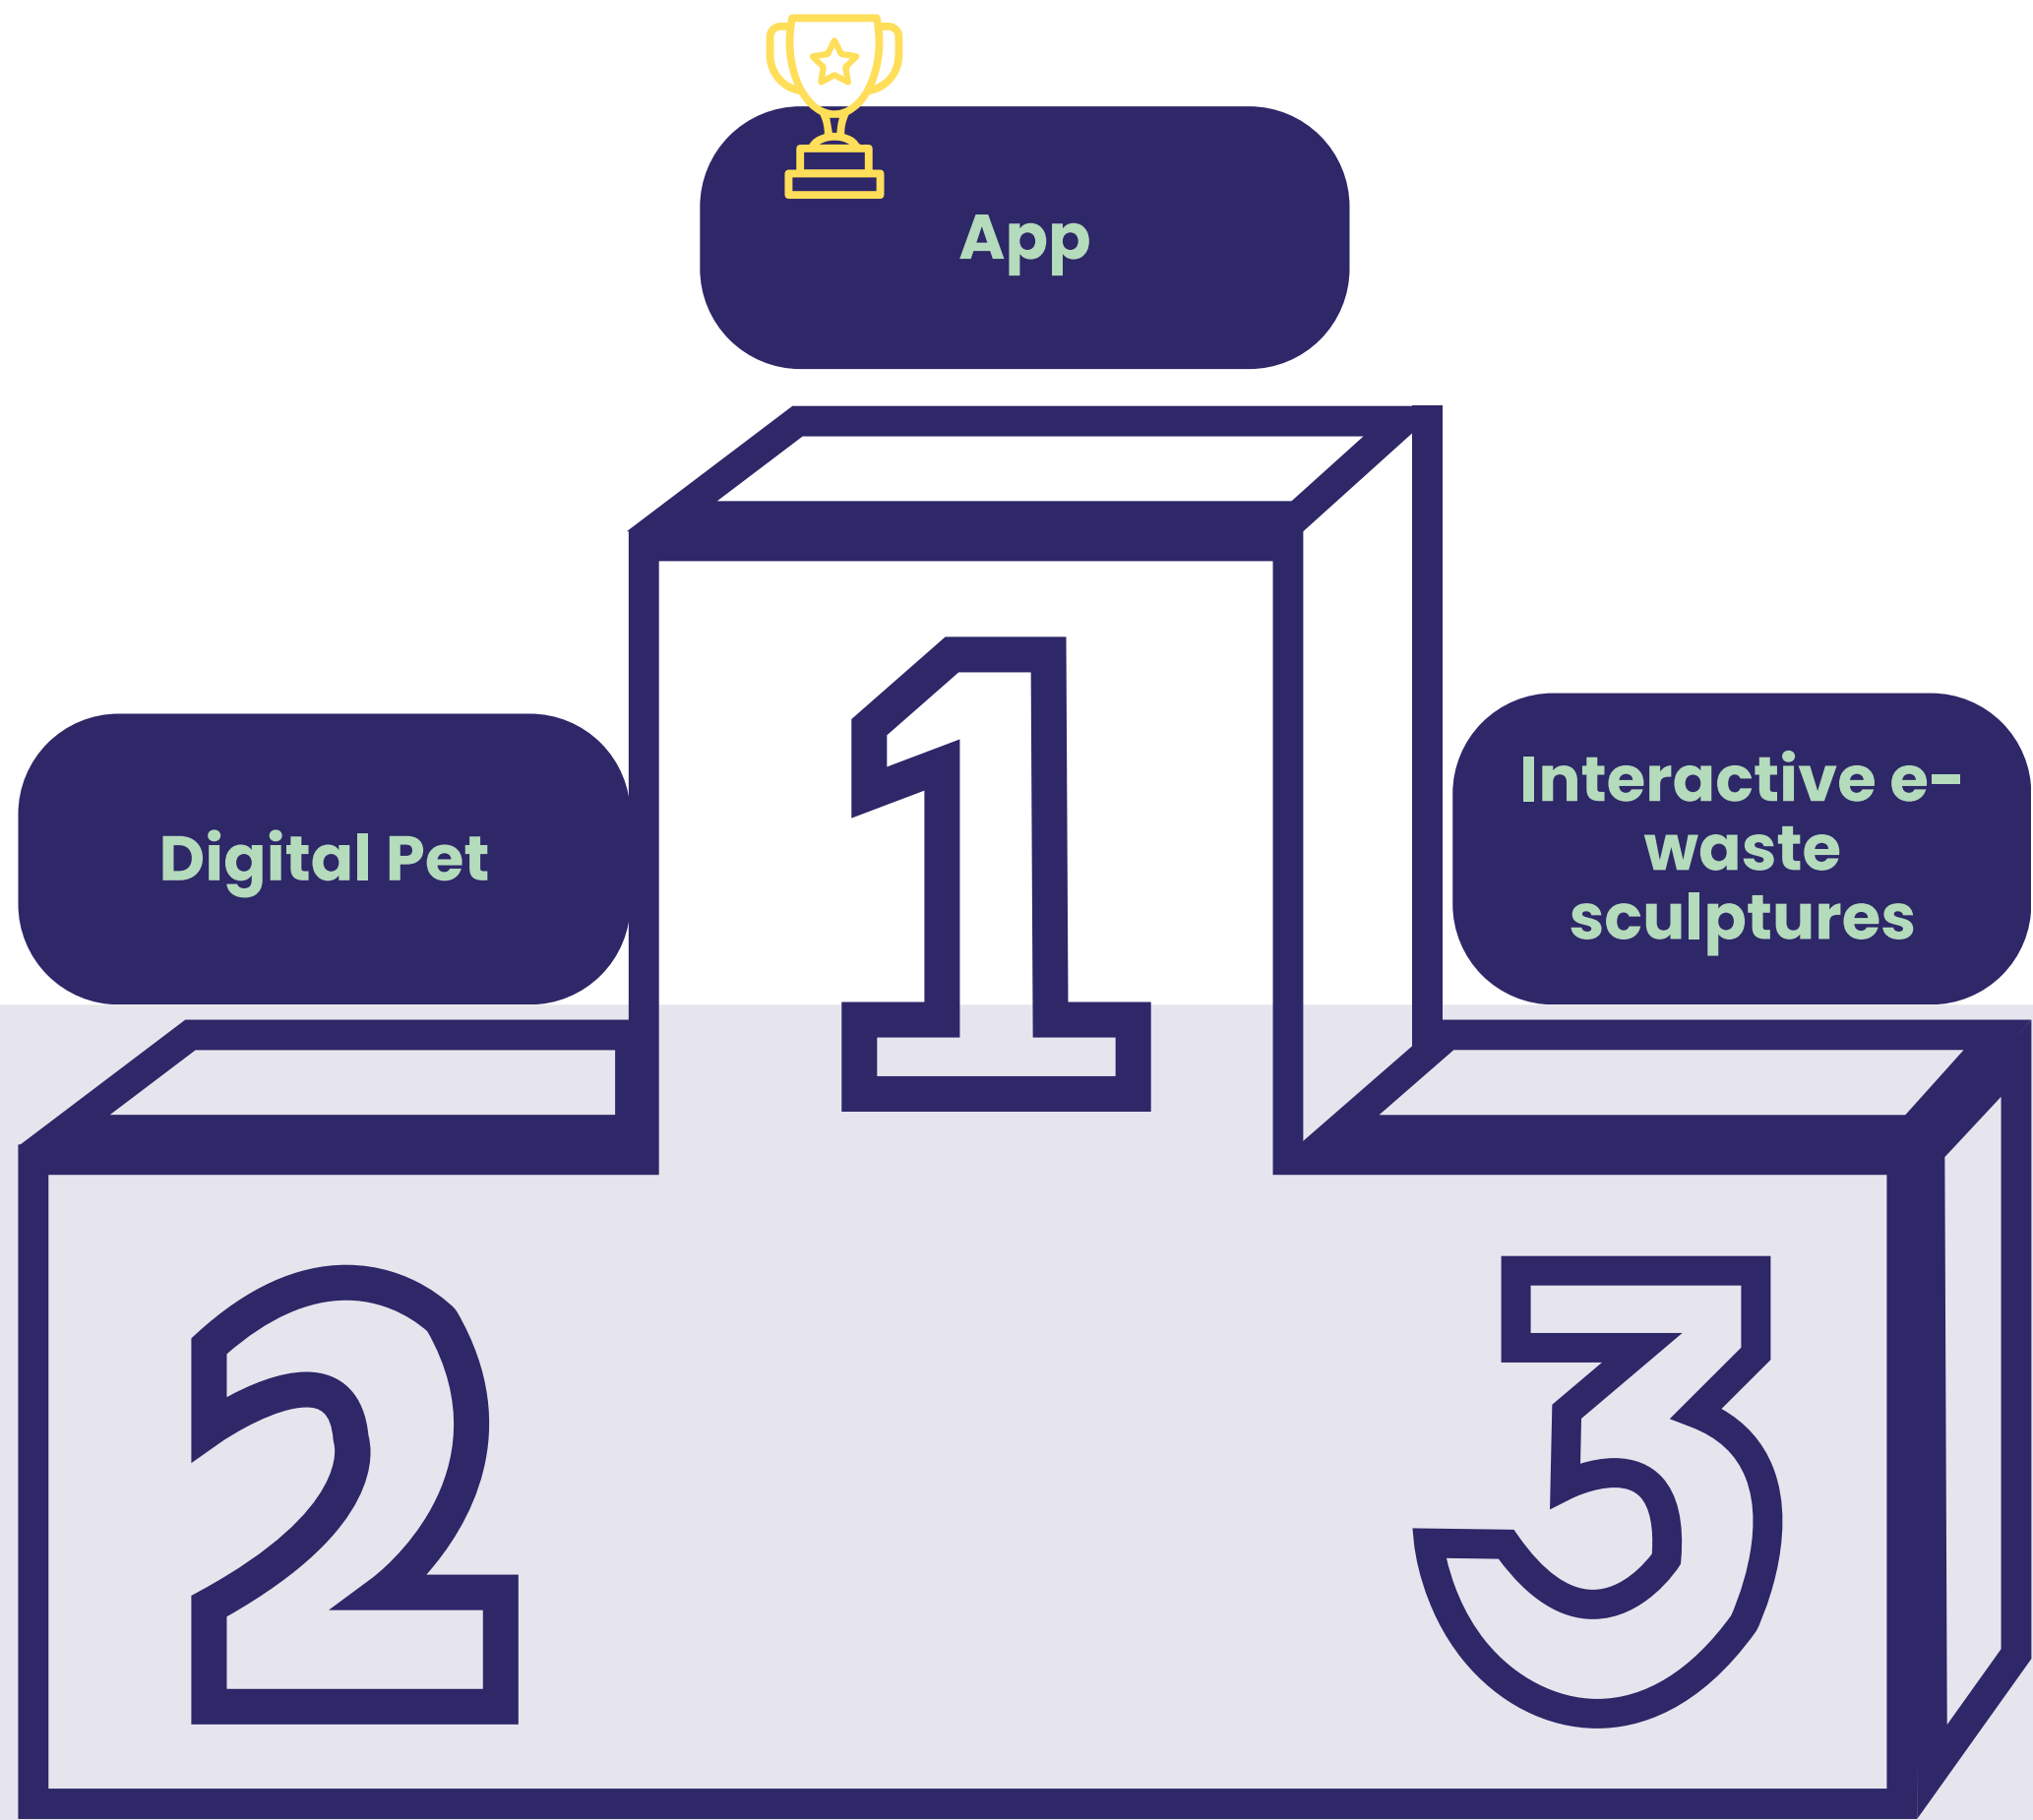 App
1
Digital Pet
Interactive e-
waste
sculptures
2
3